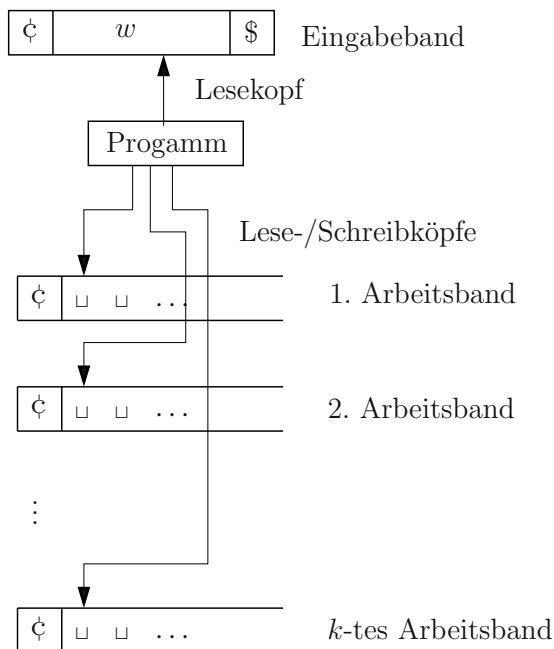 ¢ w $ Eingabeband
Lesekopf
Progamm
Lese-/Schreibköpfe
¢ ␣ ␣ ... 1. Arbeitsband
¢ ␣ ␣ ... 2. Arbeitsband
⋮
¢ ␣ ␣ ... k-tes Arbeitsband